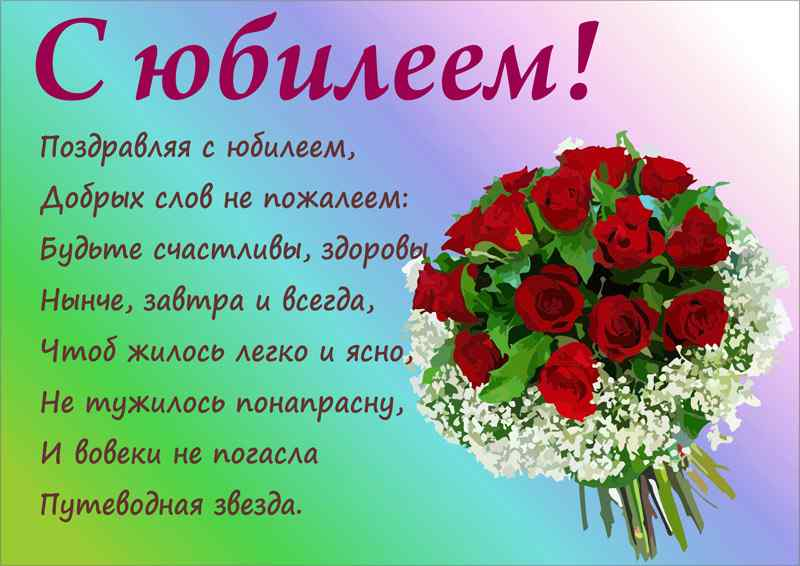 С юбилеем!
Поздравляя с юбилеем,
Добрых слов не пожалеем:
Будьте счастливы, здоровы
Нынче, завтра и всегда,
Чтоб жилось легко и ясно,
Не тужилось понапрасну,
И вовеки не погасла
Путеводная звезда.